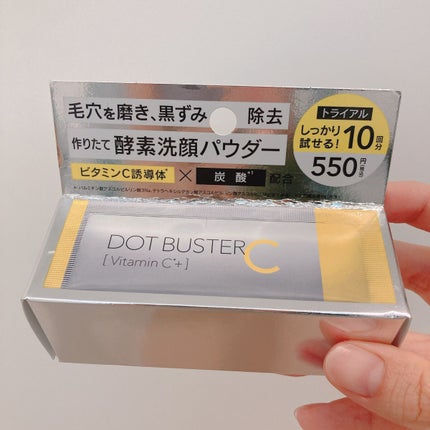 毛穴を磨き、黒ずみ 除去
作りたて 酵素洗顔パウダー
ビタミンC誘導体 × 炭酸*¹ 配合
トライアル
しっかり
試せる! 10回分
550円
DOT BUSTER C
[Vitamin C*+]